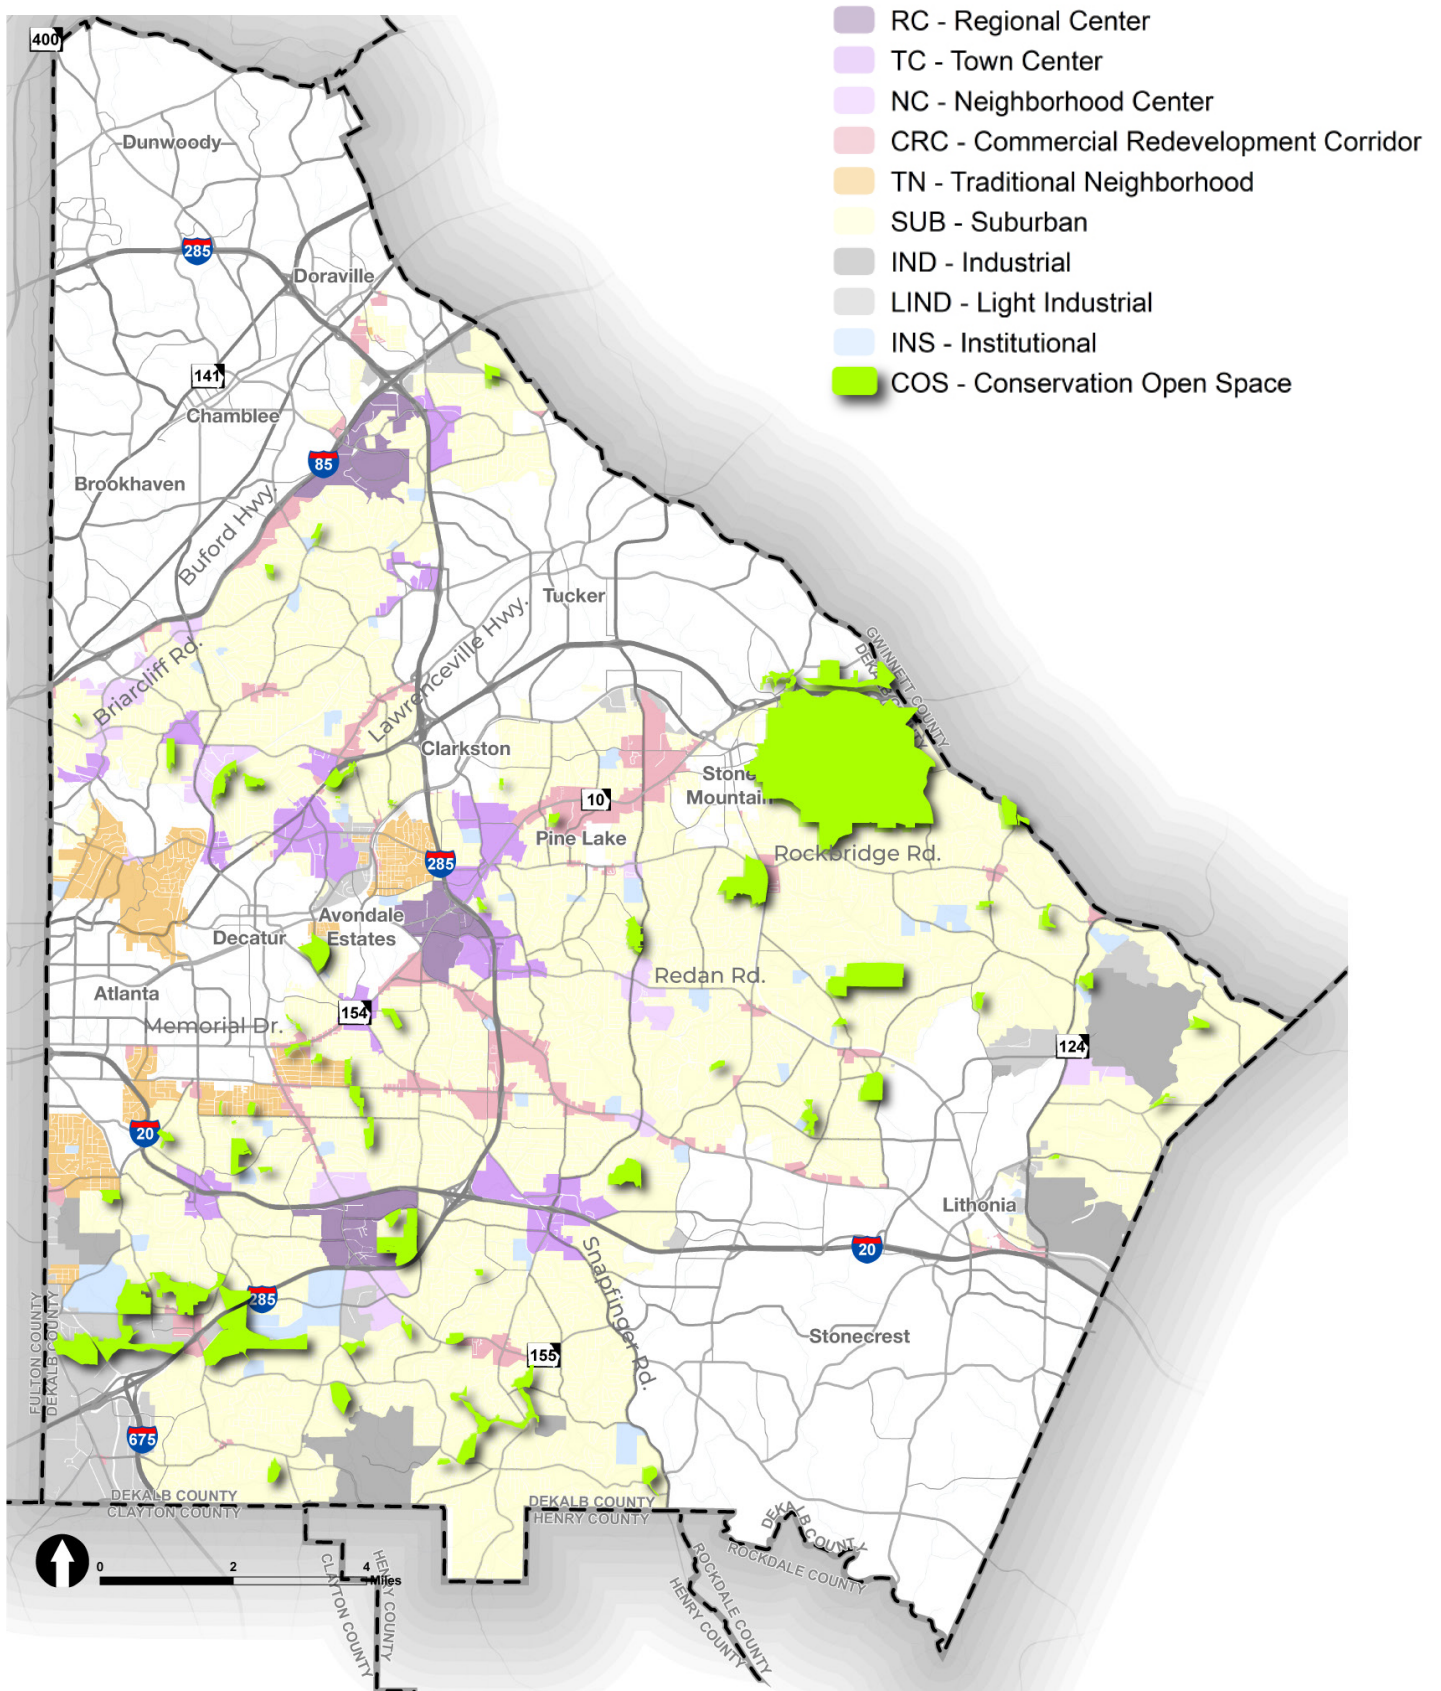 RC - Regional Center
TC - Town Center
NC - Neighborhood Center
CRC - Commercial Redevelopment Corridor
TN - Traditional Neighborhood
SUB - Suburban
IND - Industrial
LIND - Light Industrial
INS - Institutional
COS - Conservation Open Space
400
Dunwoody
285
Doraville
141
Chamblee
85
Brookhaven
Buford Hwy.
Tucker
Lawrenceville Hwy.
Briarcliff Rd.
GWINNETT COUNTY
Clarkston
Stone
Mountain
10
Pine Lake
Rockbridge Rd.
285
Avondale
Estates
Decatur
Redan Rd.
Atlanta
154
Memorial Dr.
124
20
Lithonia
20
Snapfinger Rd.
285
FULTON COUNTY
DEKALB COUNTY
Stonecrest
155
675
DEKALB COUNTY
CLAYTON COUNTY
DEKALB COUNTY
HENRY COUNTY
DEKALB COUNTY
ROCKDALE COUNTY
0 2 4
Miles
CLAYTON COUNTY
HENRY COUNTY
ROCKDALE COUNTY
HENRY COUNTY